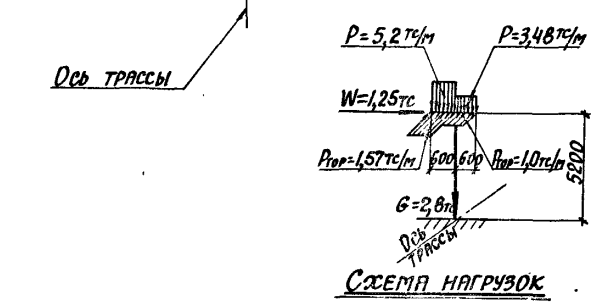 Ось трассы
P=5,2тс/м
P=3,48тс/м
W=1,25тс
Pгор=1,57тс/м
600
600
Pгор=1,0тс/м
5200
G=2,8тс
Ось трассы
Схема нагрузок